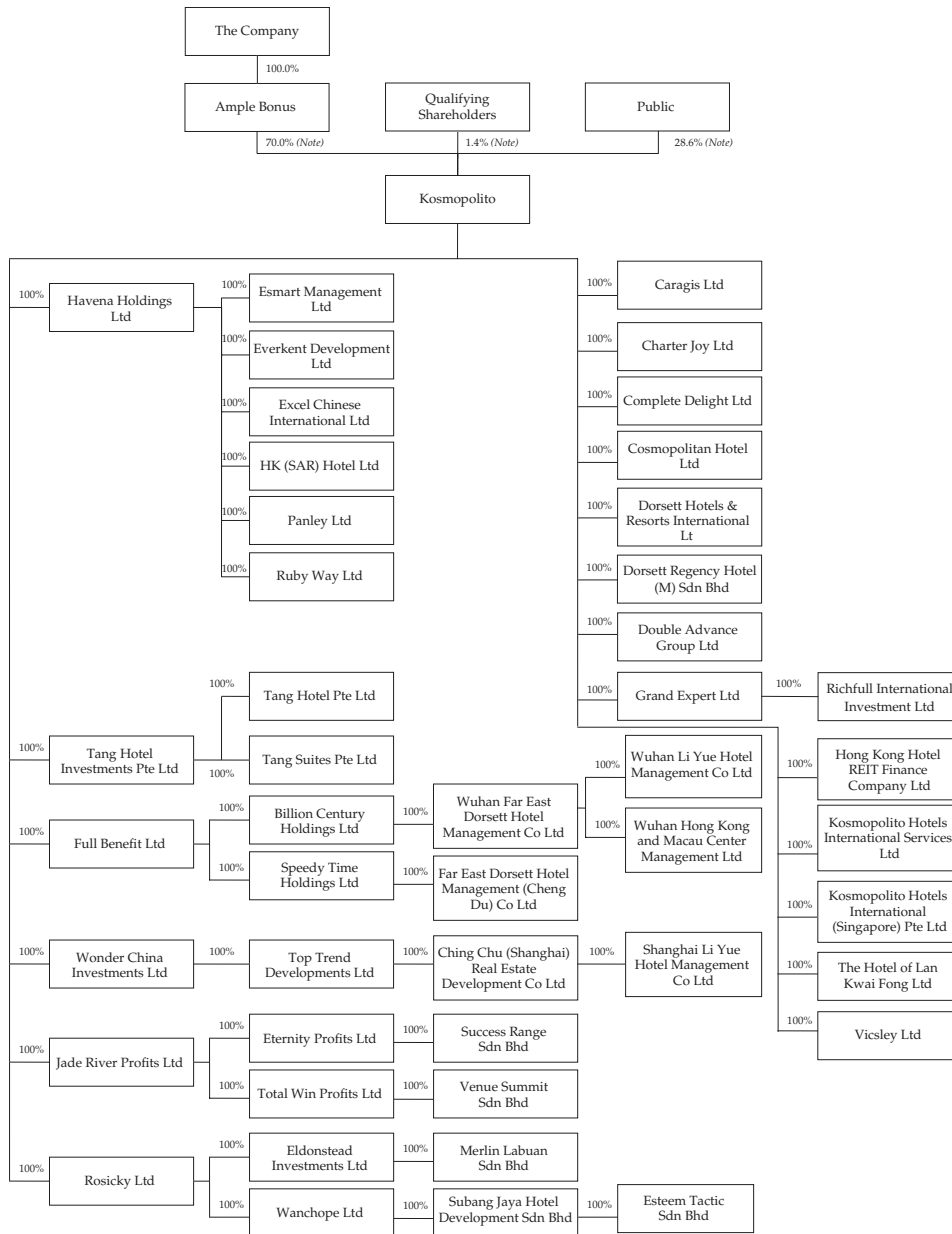 The Company
100.0%
Ample Bonus
Qualifying
Shareholders
Public
70.0% (Note)
1.4% (Note)
28.6% (Note)
Kosmopolito
100%
Havena Holdings
Ltd
100%
Esmart Management
Ltd
100%
Everkent Development
Ltd
100%
Excel Chinese
International Ltd
100%
HK (SAR) Hotel Ltd
100%
Panley Ltd
100%
Ruby Way Ltd
100%
Caragis Ltd
100%
Charter Joy Ltd
100%
Complete Delight Ltd
100%
Cosmopolitan Hotel
Ltd
100%
Dorsett Hotels &
Resorts International
Lt
100%
Dorsett Regency Hotel
(M) Sdn Bhd
100%
Double Advance
Group Ltd
100%
Grand Expert Ltd
100%
Richfull International
Investment Ltd
100%
Tang Hotel
Investments Pte Ltd
100%
Tang Hotel Pte Ltd
100%
Tang Suites Pte Ltd
100%
Full Benefit Ltd
100%
Billion Century
Holdings Ltd
100%
Wuhan Far East
Dorsett Hotel
Management Co Ltd
100%
Wuhan Li Yue Hotel
Management Co Ltd
100%
Wuhan Hong Kong
and Macau Center
Management Ltd
100%
Speedy Time
Holdings Ltd
100%
Far East Dorsett Hotel
Management (Cheng
Du) Co Ltd
100%
Hong Kong Hotel
REIT Finance
Company Ltd
100%
Kosmopolito Hotels
International Services
Ltd
100%
Kosmopolito Hotels
International
(Singapore) Pte Ltd
100%
The Hotel of Lan
Kwai Fong Ltd
100%
Vicsley Ltd
100%
Wonder China
Investments Ltd
100%
Top Trend
Developments Ltd
100%
Ching Chu (Shanghai)
Real Estate
Development Co Ltd
100%
Shanghai Li Yue
Hotel Management
Co Ltd
100%
Jade River Profits Ltd
100%
Eternity Profits Ltd
100%
Success Range
Sdn Bhd
100%
Total Win Profits Ltd
100%
Venue Summit
Sdn Bhd
100%
Rosicky Ltd
100%
Eldonstead
Investments Ltd
100%
Merlin Labuan
Sdn Bhd
100%
Wanchope Ltd
100%
Subang Jaya Hotel
Development Sdn Bhd
100%
Esteem Tactic
Sdn Bhd